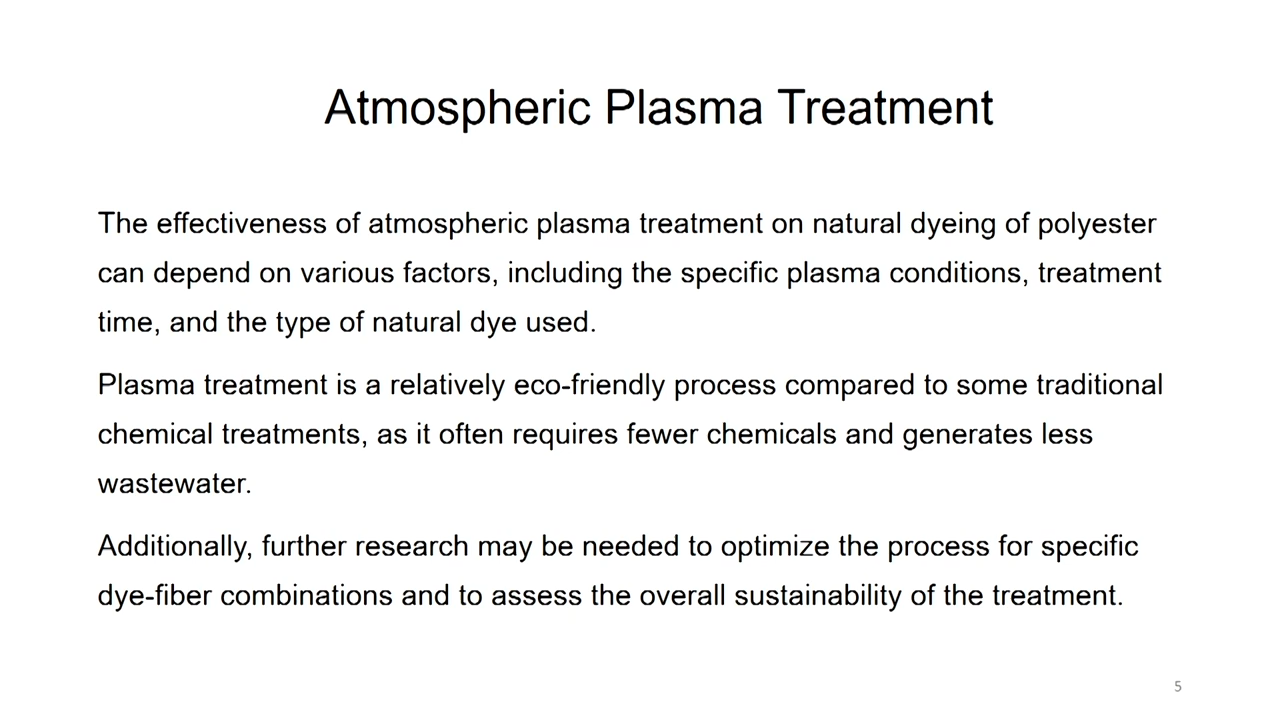 Atmospheric Plasma Treatment
The effectiveness of atmospheric plasma treatment on natural dyeing of polyester
can depend on various factors, including the specific plasma conditions, treatment
time, and the type of natural dye used.
Plasma treatment is a relatively eco-friendly process compared to some traditional
chemical treatments, as it often requires fewer chemicals and generates less
wastewater.
Additionally, further research may be needed to optimize the process for specific
dye-fiber combinations and to assess the overall sustainability of the treatment.
5